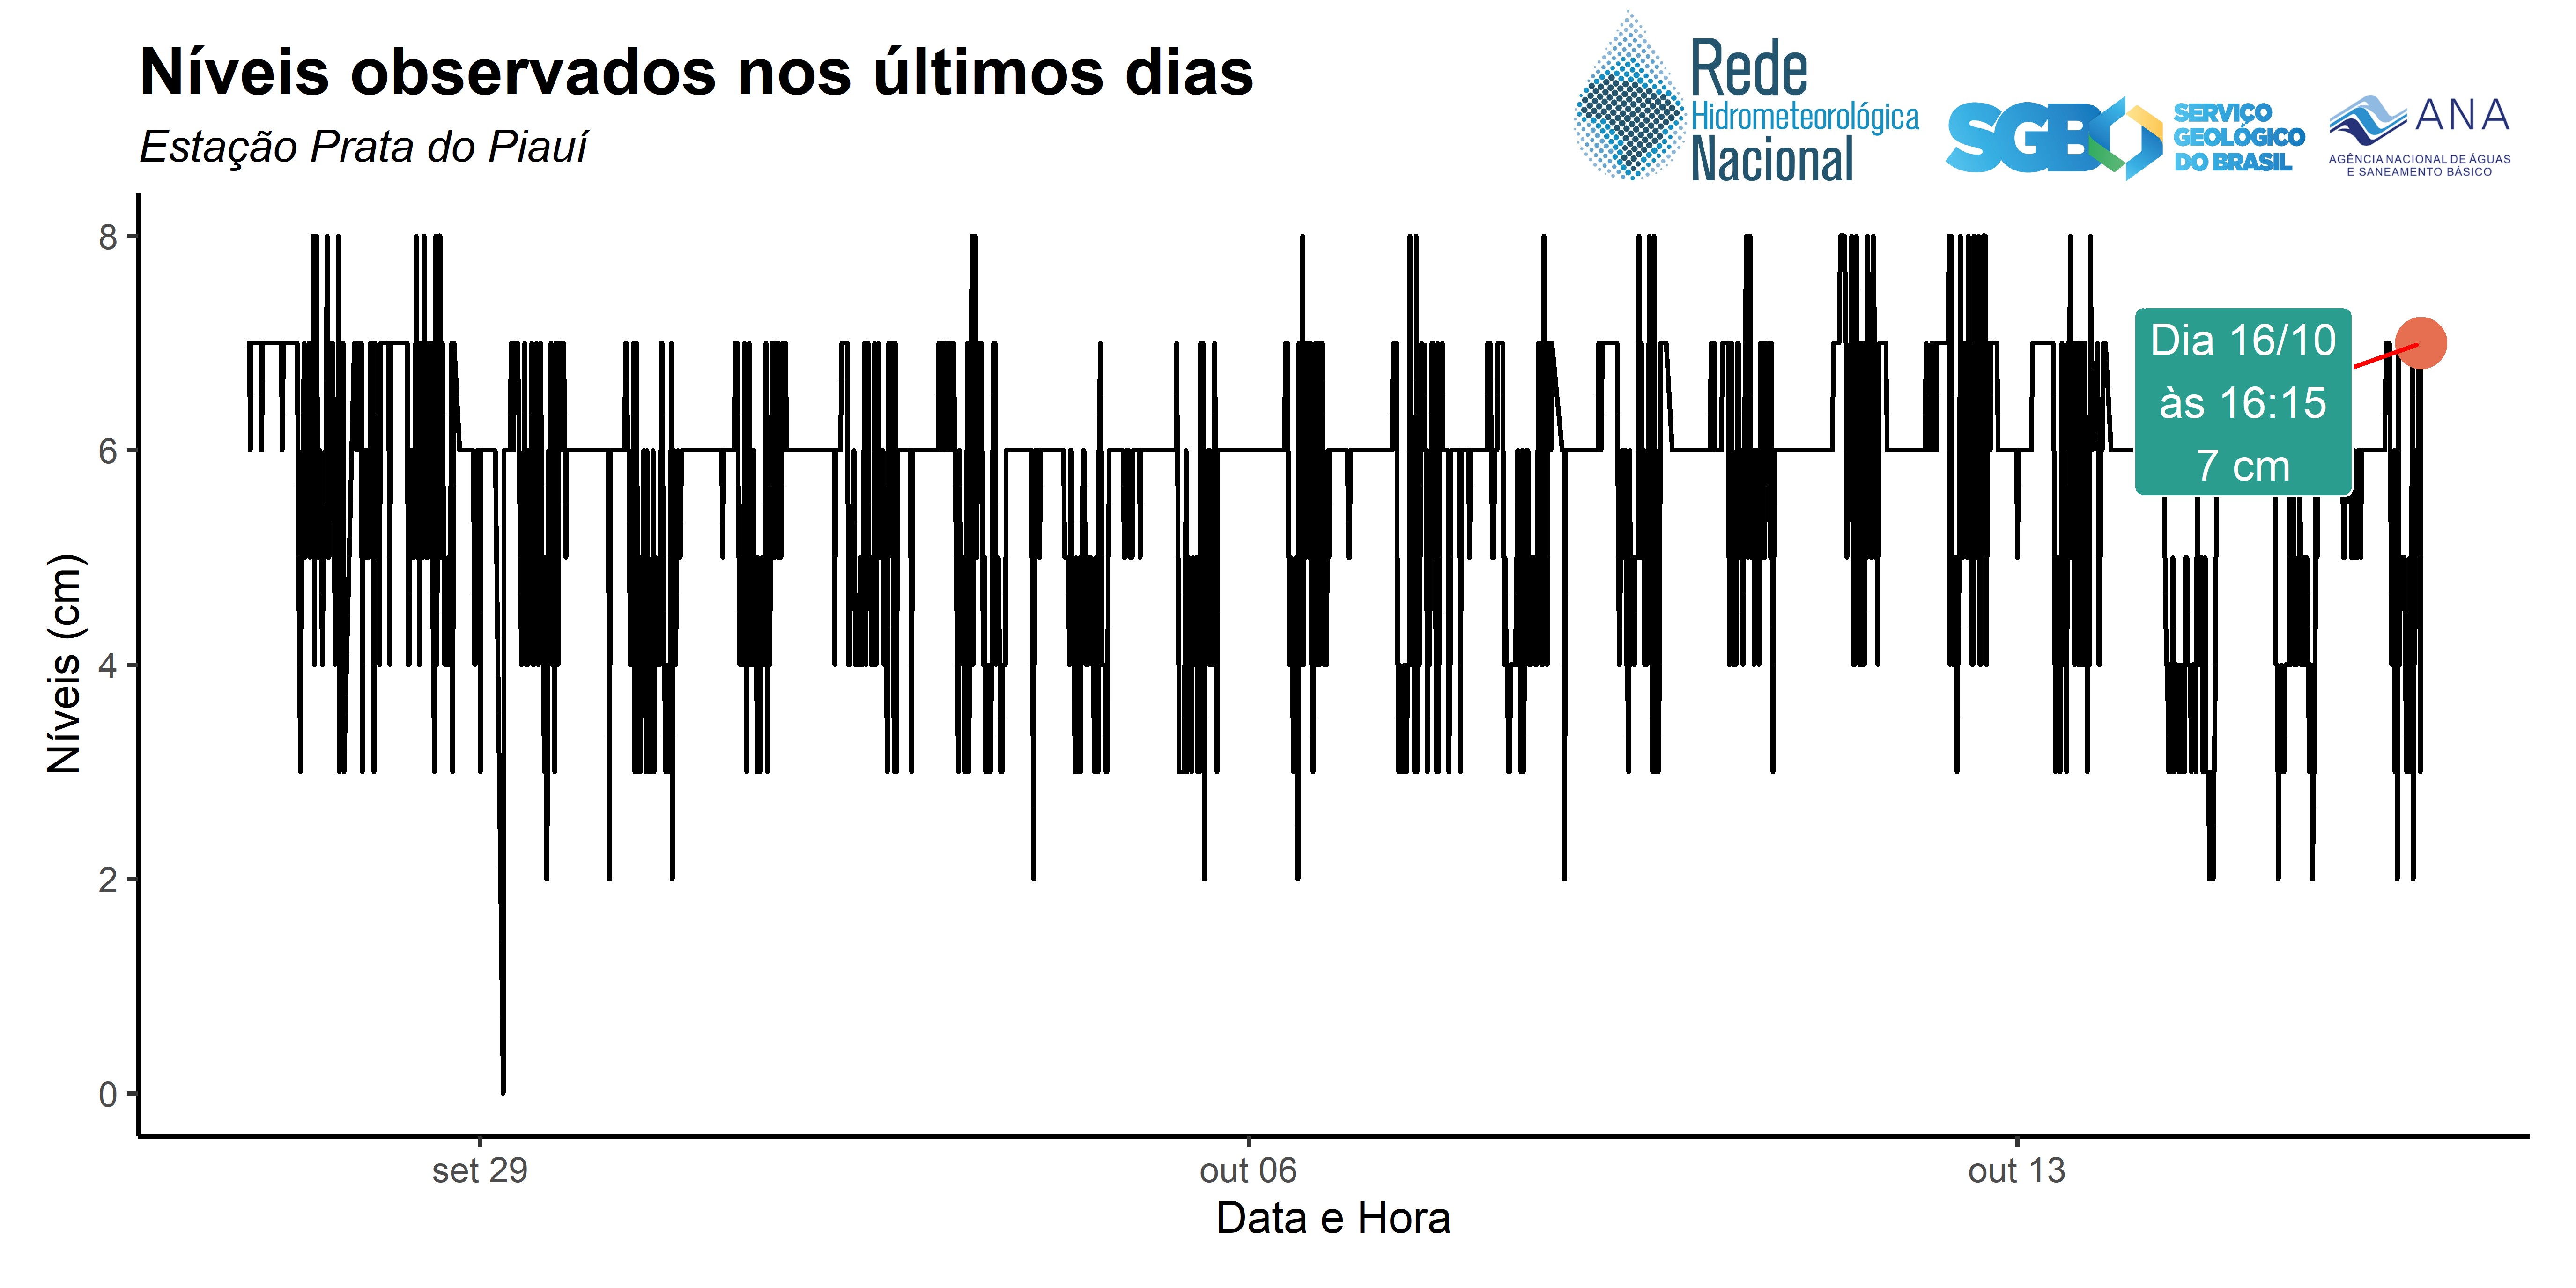 Níveis observados nos últimos dias
Estação Prata do Piauí
Rede
Hidrometeorológica
Nacional
SGB
SERVIÇO
GEOLÓGICO
DO BRASIL
ANA
AGÊNCIA NACIONAL DE ÁGUAS
E SANEAMENTO BÁSICO
Níveis (cm)
8
6
4
2
0
Dia 16/10
às 16:15
7 cm
set 29
out 06
out 13
Data e Hora